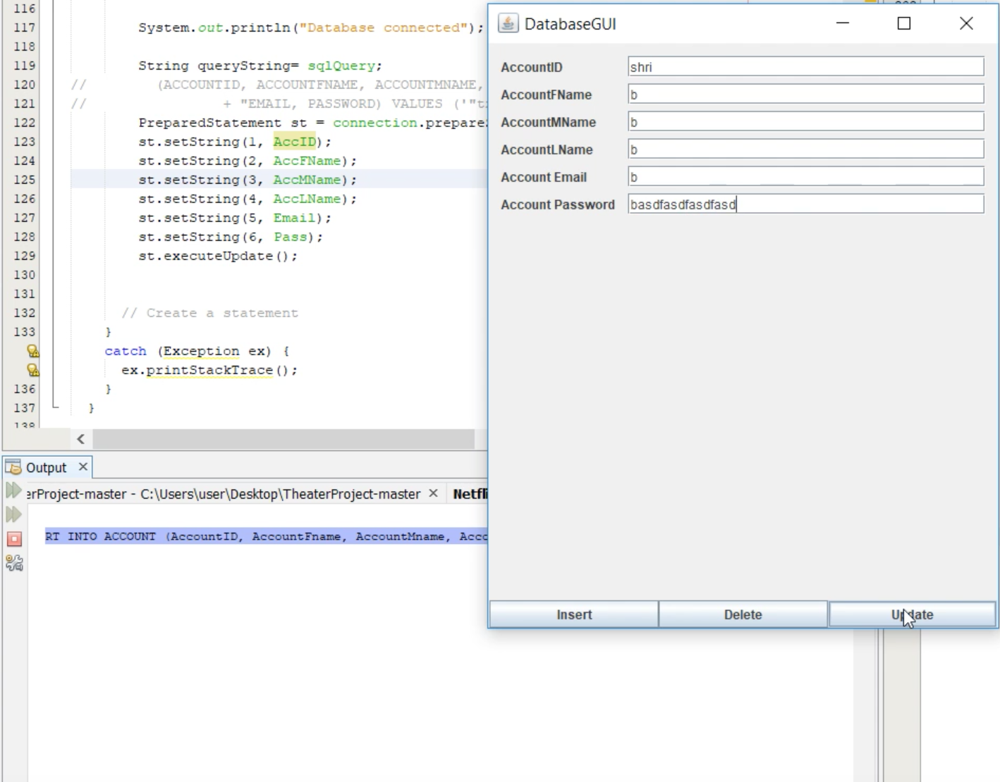 116
117 System.out.println("Database connected");
118
119 String queryString= sqlQuery;
120 // (ACCOUNTID, ACCOUNTFNAME, ACCOUNTMNAME,
121 // + "EMAIL, PASSWORD) VALUES ('"t
122 PreparedStatement st = connection.prepare
123 st.setString(1, AccID);
124 st.setString(2, AccFName);
125 st.setString(3, AccMName);
126 st.setString(4, AccLName);
127 st.setString(5, Email);
128 st.setString(6, Pass);
129 st.executeUpdate();
130
131
132 // Create a statement
133 }
catch (Exception ex) {
ex.printStackTrace();
136 }
137 }
138
Output
erProject-master - C:\Users\user\Desktop\TheaterProject-master
Netfli
RT INTO ACCOUNT (AccountID, AccountFname, AccountMname, Acco
DatabaseGUI
AccountID shri
AccountFName b
AccountMName b
AccountLName b
Account Email b
Account Password basdfasdfasdfasd
Insert Delete Update